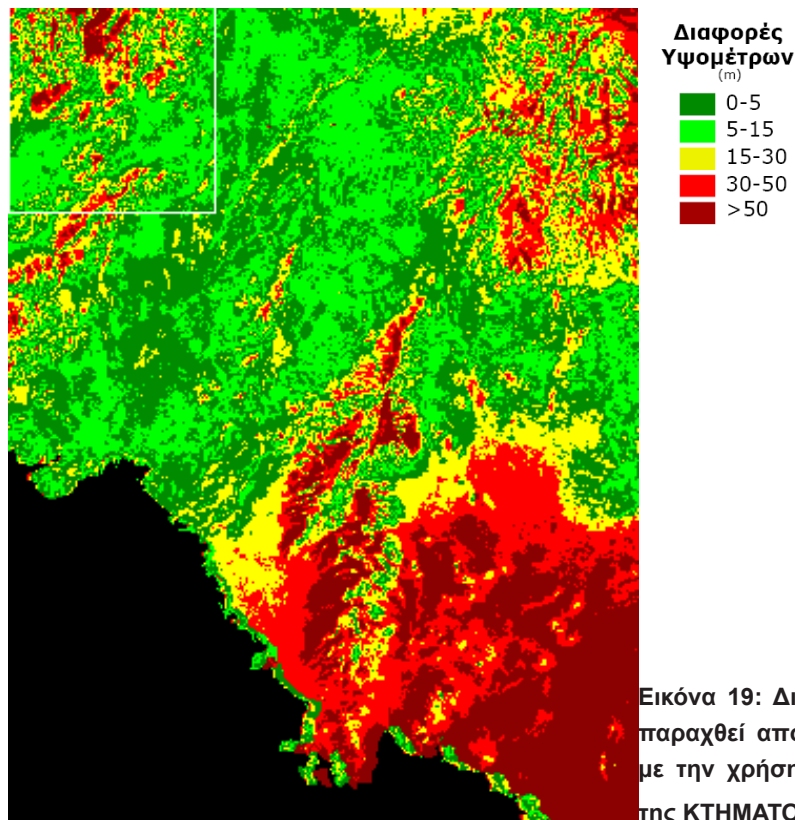 Διαφορές
Υψομέτρων
(m)
0-5
5-15
15-30
30-50
>50
Εικόνα 19:
παραχθεί
με την
της